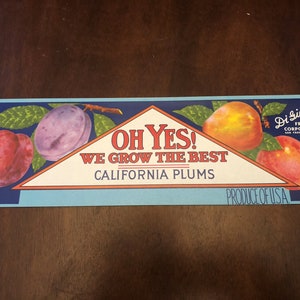 OH YES!
WE GROW THE BEST
CALIFORNIA PLUMS
PRODUCE OF U.S.A.